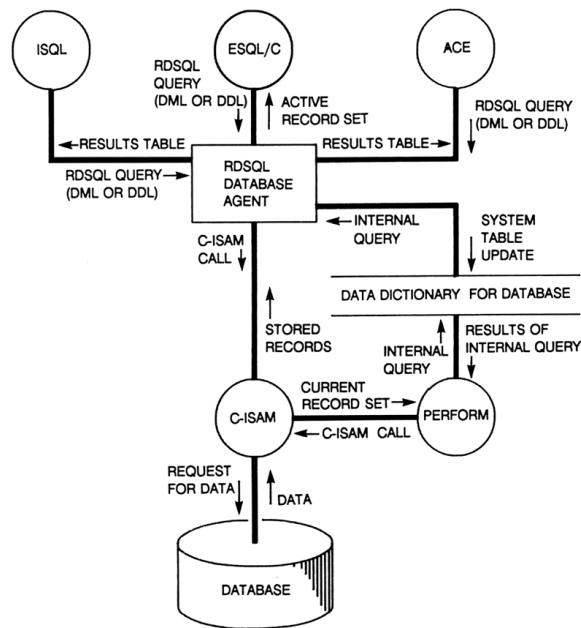 ISQL
ESQL/C
ACE
RDSQL
QUERY
(DML OR DDL)
ACTIVE
RECORD SET
RDSQL QUERY
(DML OR DDL)
RESULTS TABLE
RESULTS TABLE
RDSQL QUERY
(DML OR DDL)
RDSQL
DATABASE
AGENT
INTERNAL
QUERY
SYSTEM
TABLE
UPDATE
C-ISAM
CALL
DATA DICTIONARY FOR DATABASE
STORED
RECORDS
INTERNAL
QUERY
RESULTS OF
INTERNAL QUERY
CURRENT
RECORD SET
C-ISAM
PERFORM
C-ISAM CALL
REQUEST
FOR DATA
DATA
DATABASE